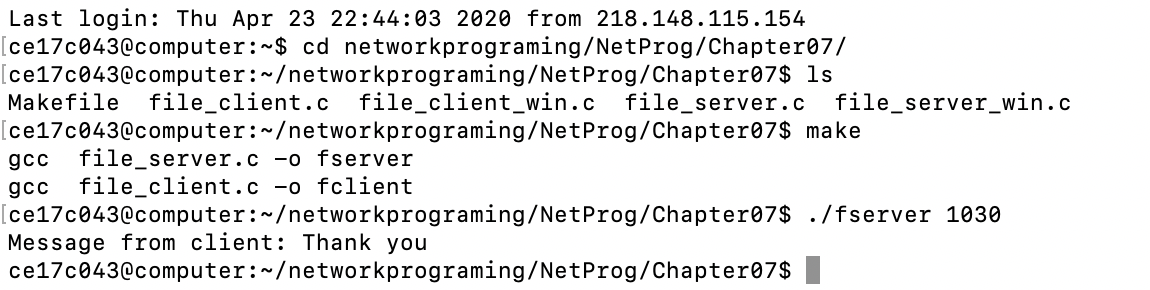 Last login: Thu Apr 23 22:44:03 2020 from 218.148.115.154
[ce17c043@computer:~$ cd networkprograming/NetProg/Chapter07/
[ce17c043@computer:~/networkprograming/NetProg/Chapter07$ ls
Makefile  file_client.c  file_client_win.c  file_server.c  file_server_win.c
[ce17c043@computer:~/networkprograming/NetProg/Chapter07$ make
gcc  file_server.c -o fserver
gcc  file_client.c -o fclient
[ce17c043@computer:~/networkprograming/NetProg/Chapter07$ ./fserver 1030
Message from client: Thank you
ce17c043@computer:~/networkprograming/NetProg/Chapter07$